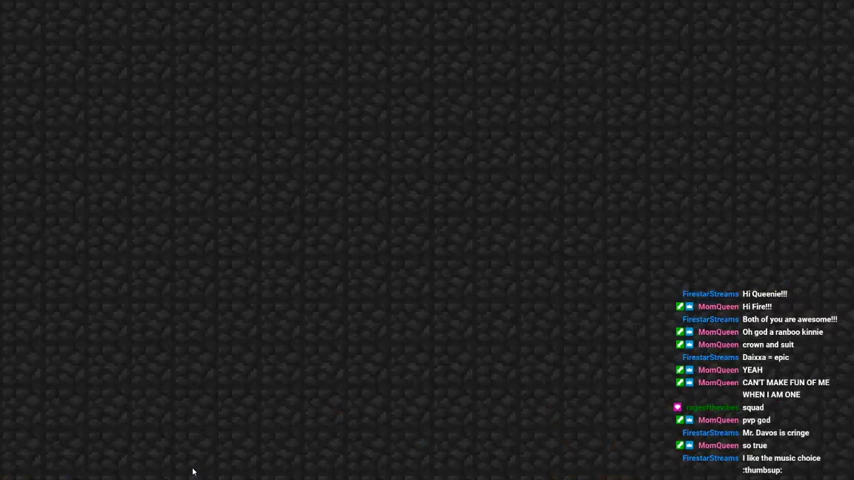 FirestarStreams Hi Queenie!!!
MomQueen Hi Fire!!!
FirestarStreams Both of you are awesome!!!
MomQueen Oh god a ranboo kinnie
MomQueen crown and suit
FirestarStreams Daixxa = epic
MomQueen YEAH
MomQueen CAN'T MAKE FUN OF ME
WHEN I AM ONE
squad
MomQueen pvp god
FirestarStreams Mr. Davos is cringe
MomQueen so true
FirestarStreams I like the music choice
:thumbsup: